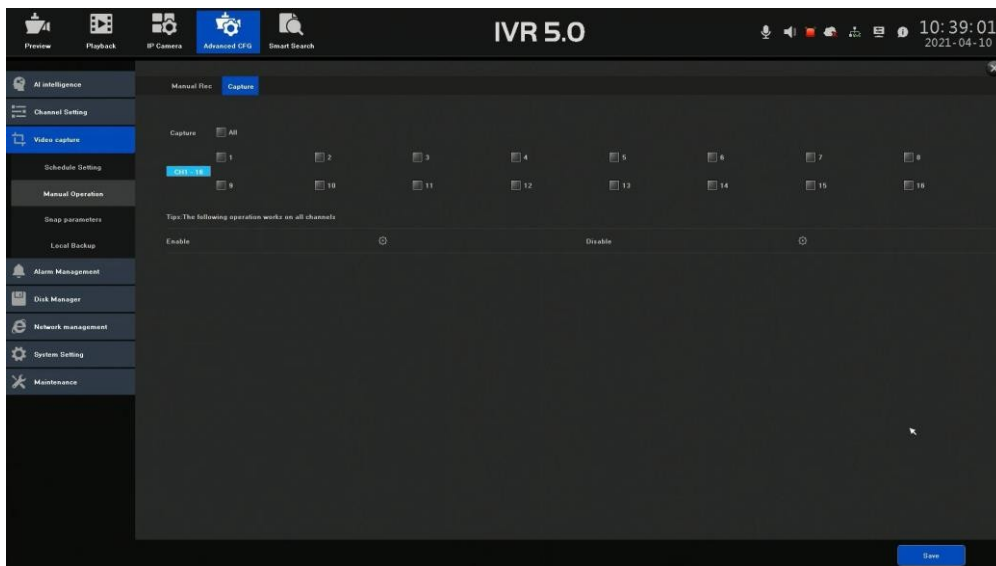 IVR 5.0
10:39:01
2021-04-10
Preview
Playback
IP Camera
Advanced CFG
Smart Search
AI intelligence
Channel Setting
Video capture
Schedule Setting
Manual Operation
Snap parameters
Local Backup
Alarm Management
Disk Manager
Network management
System Setting
Maintenance
Manual Rec Capture
Capture All
CH1 - 16
1 2 3 4 5 6 7 8
9 10 11 12 13 14 15 16
Tips:The following operation works on all channels
Enable Disable
Save